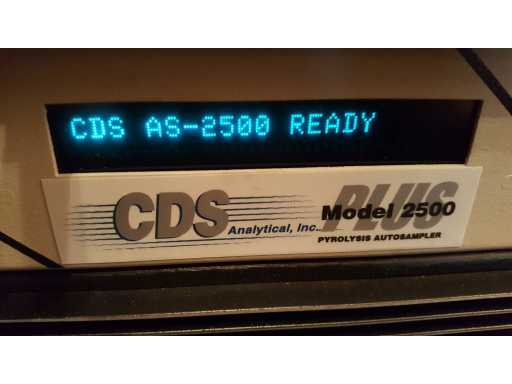 CDS AS-2500 READY
CDS Analytical, Inc.
PLUS
Model 2500
PYROLYSIS AUTOSAMPLER